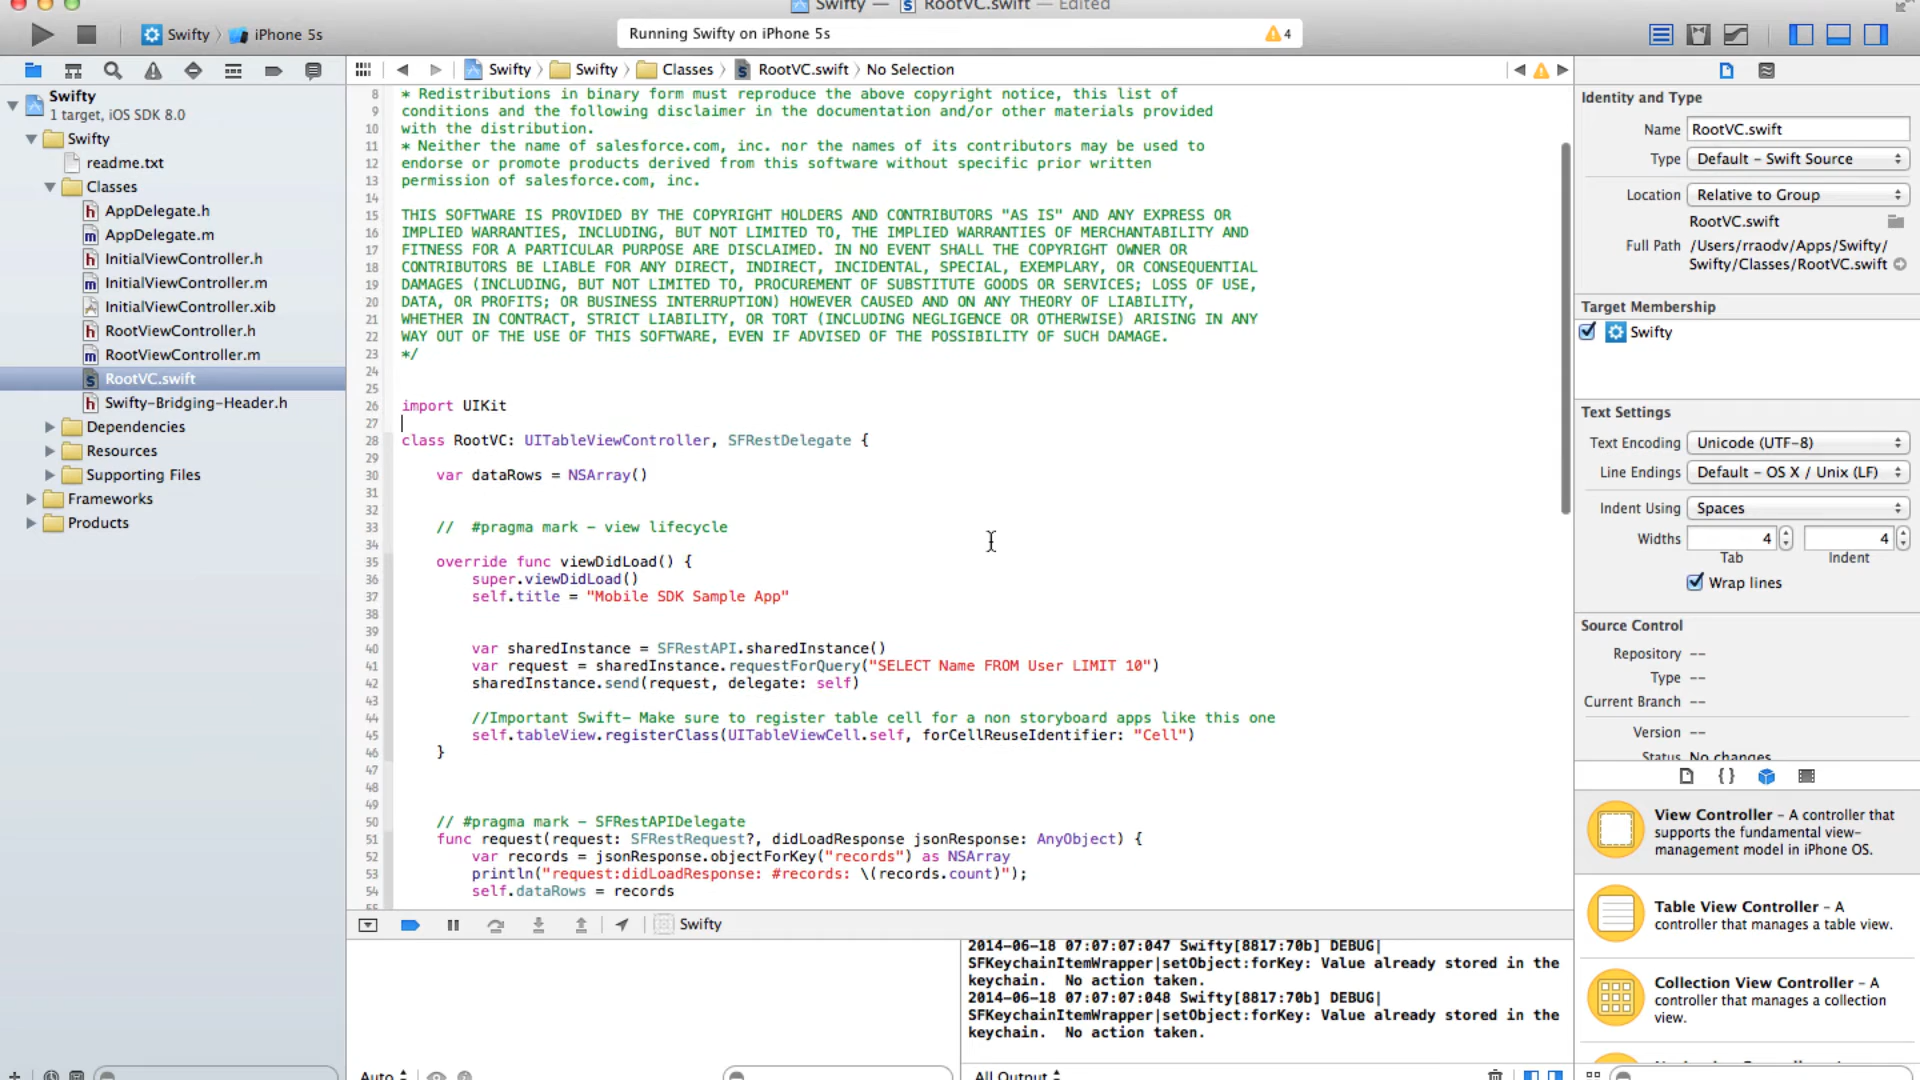 Swifty — RootVC.swift — Edited
Swifty › iPhone 5s
Running Swifty on iPhone 5s
4
Swifty › Swifty › Classes › RootVC.swift › No Selection
Swifty
1 target, iOS SDK 8.0
Swifty
readme.txt
Classes
AppDelegate.h
AppDelegate.m
InitialViewController.h
InitialViewController.m
InitialViewController.xib
RootViewController.h
RootViewController.m
RootVC.swift
Swifty-Bridging-Header.h
Dependencies
Resources
Supporting Files
Frameworks
Products
8 * Redistributions in binary form must reproduce the above copyright notice, this list of
9 conditions and the following disclaimer in the documentation and/or other materials provided
10 with the distribution.
11 * Neither the name of salesforce.com, inc. nor the names of its contributors may be used to
12 endorse or promote products derived from this software without specific prior written
13 permission of salesforce.com, inc.
14
15 THIS SOFTWARE IS PROVIDED BY THE COPYRIGHT HOLDERS AND CONTRIBUTORS "AS IS" AND ANY EXPRESS OR
16 IMPLIED WARRANTIES, INCLUDING, BUT NOT LIMITED TO, THE IMPLIED WARRANTIES OF MERCHANTABILITY AND
17 FITNESS FOR A PARTICULAR PURPOSE ARE DISCLAIMED. IN NO EVENT SHALL THE COPYRIGHT OWNER OR
18 CONTRIBUTORS BE LIABLE FOR ANY DIRECT, INDIRECT, INCIDENTAL, SPECIAL, EXEMPLARY, OR CONSEQUENTIAL
19 DAMAGES (INCLUDING, BUT NOT LIMITED TO, PROCUREMENT OF SUBSTITUTE GOODS OR SERVICES; LOSS OF USE,
20 DATA, OR PROFITS; OR BUSINESS INTERRUPTION) HOWEVER CAUSED AND ON ANY THEORY OF LIABILITY,
21 WHETHER IN CONTRACT, STRICT LIABILITY, OR TORT (INCLUDING NEGLIGENCE OR OTHERWISE) ARISING IN ANY
22 WAY OUT OF THE USE OF THIS SOFTWARE, EVEN IF ADVISED OF THE POSSIBILITY OF SUCH DAMAGE.
23 */
24
25
26 import UIKit
27
28 class RootVC: UITableViewController, SFRestDelegate {
29
30 var dataRows = NSArray()
31
32
33 // #pragma mark - view lifecycle
34
35 override func viewDidLoad() {
36 super.viewDidLoad()
37 self.title = "Mobile SDK Sample App"
38
39
40 var sharedInstance = SFRestAPI.sharedInstance()
41 var request = sharedInstance.requestForQuery("SELECT Name FROM User LIMIT 10")
42 sharedInstance.send(request, delegate: self)
43
44 //Important Swift- Make sure to register table cell for a non storyboard apps like this one
45 self.tableView.registerClass(UITableViewCell.self, forCellReuseIdentifier: "Cell")
46 }
47
48
49
50 // #pragma mark - SFRestAPIDelegate
51 func request(request: SFRestRequest?, didLoadResponse jsonResponse: AnyObject) {
52 var records = jsonResponse.objectForKey("records") as NSArray
53 println("request:didLoadResponse: #records: \(records.count)");
54 self.dataRows = records
55
Swifty
2014-06-18 07:07:07:047 Swifty[8817:70b] DEBUG|
SFKeychainItemWrapper|setObject:forKey: Value already stored in the
keychain. No action taken.
2014-06-18 07:07:07:048 Swifty[8817:70b] DEBUG|
SFKeychainItemWrapper|setObject:forKey: Value already stored in the
keychain. No action taken.
Auto
All Output
Identity and Type
Name RootVC.swift
Type Default - Swift Source
Location Relative to Group
RootVC.swift
Full Path /Users/rraodv/Apps/Swifty/
Swifty/Classes/RootVC.swift
Target Membership
Swifty
Text Settings
Text Encoding Unicode (UTF-8)
Line Endings Default - OS X / Unix (LF)
Indent Using Spaces
Widths 4 4
Tab Indent
Wrap lines
Source Control
Repository --
Type --
Current Branch --
Version --
Status No changes
{ }
View Controller - A controller that
supports the fundamental view-
management model in iPhone OS.
Table View Controller - A
controller that manages a table view.
Collection View Controller - A
controller that manages a collection
view.